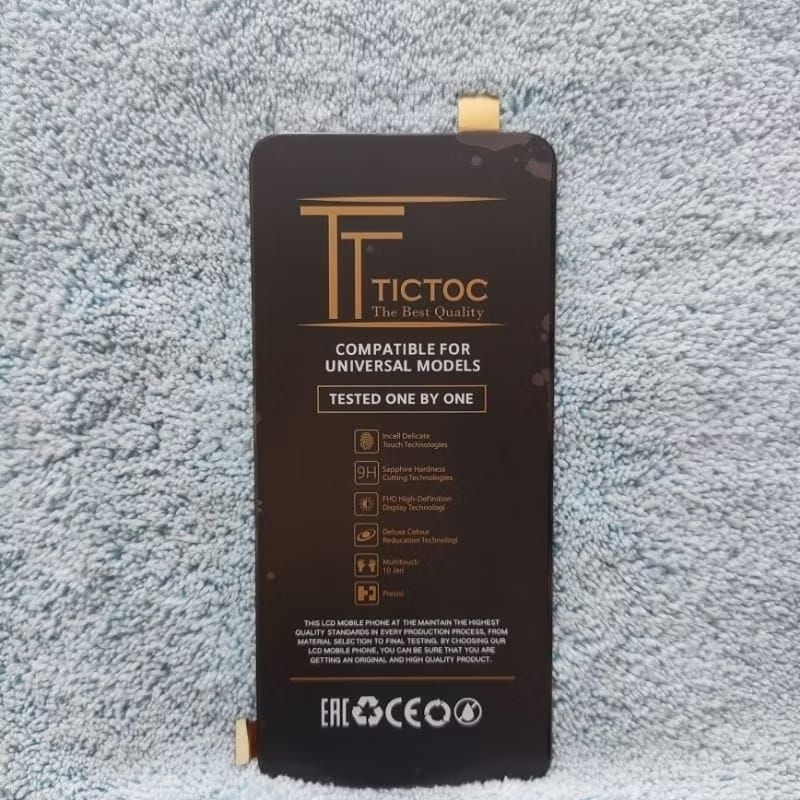 TT
TICTOC
The Best Quality
COMPATIBLE FOR
UNIVERSAL MODELS
TESTED ONE BY ONE
Incell Delicate
Touch Technologies
9H
Sapphire Hardness
Cutting Technologies
FHD High-Definition
Display Technologi
Deluxe Colour
Reducation Technologi
Multitouch
10 Jari
Presisi
THIS LCD MOBILE PHONE AT THE MAINTAIN THE HIGHEST
QUALITY STANDARDS IN EVERY PRODUCTION PROCESS, FROM
MATERIAL SELECTION TO FINAL TESTING. BY CHOOSING OUR
LCD MOBILE PHONE, YOU CAN BE SURE THAT YOU ARE
GETTING AN ORIGINAL AND HIGH QUALITY PRODUCT.
EAC CE